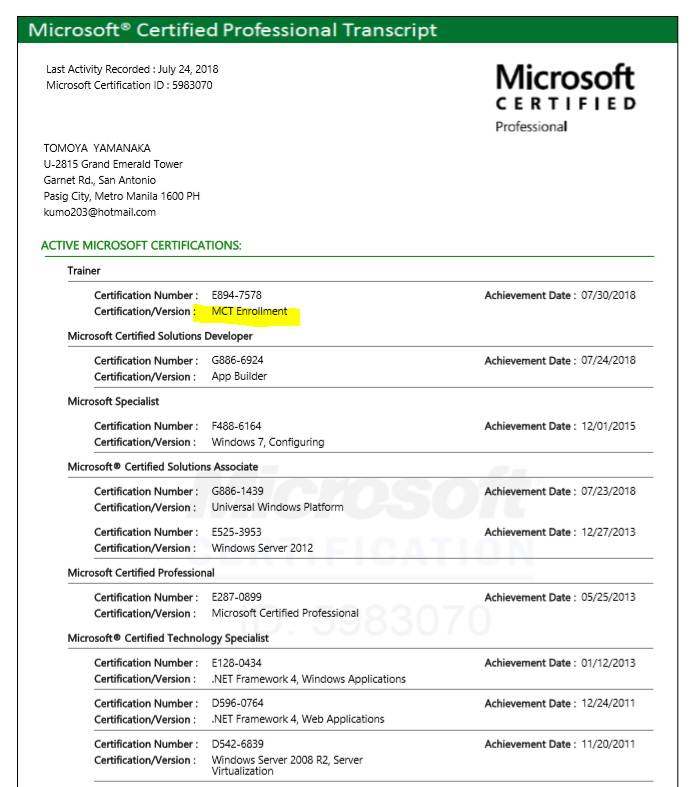 Microsoft® Certified Professional Transcript
Last Activity Recorded : July 24, 2018
Microsoft Certification ID : 5983070
Microsoft
CERTIFIED
Professional
TOMOYA YAMANAKA
U-2815 Grand Emerald Tower
Garnet Rd., San Antonio
Pasig City, Metro Manila 1600 PH
kumo203@hotmail.com
ACTIVE MICROSOFT CERTIFICATIONS:
Trainer
Certification Number : E894-7578 Achievement Date : 07/30/2018
Certification/Version : MCT Enrollment
Microsoft Certified Solutions Developer
Certification Number : G886-6924 Achievement Date : 07/24/2018
Certification/Version : App Builder
Microsoft Specialist
Certification Number : F488-6164 Achievement Date : 12/01/2015
Certification/Version : Windows 7, Configuring
Microsoft® Certified Solutions Associate
Certification Number : G886-1439 Achievement Date : 07/23/2018
Certification/Version : Universal Windows Platform
Certification Number : E525-3953 Achievement Date : 12/27/2013
Certification/Version : Windows Server 2012
Microsoft Certified Professional
Certification Number : E287-0899 Achievement Date : 05/25/2013
Certification/Version : Microsoft Certified Professional
Microsoft® Certified Technology Specialist
Certification Number : E128-0434 Achievement Date : 01/12/2013
Certification/Version : .NET Framework 4, Windows Applications
Certification Number : D596-0764 Achievement Date : 12/24/2011
Certification/Version : .NET Framework 4, Web Applications
Certification Number : D542-6839 Achievement Date : 11/20/2011
Certification/Version : Windows Server 2008 R2, Server
Virtualization
Microsoft
CERTIFICATION
ID: 5983070